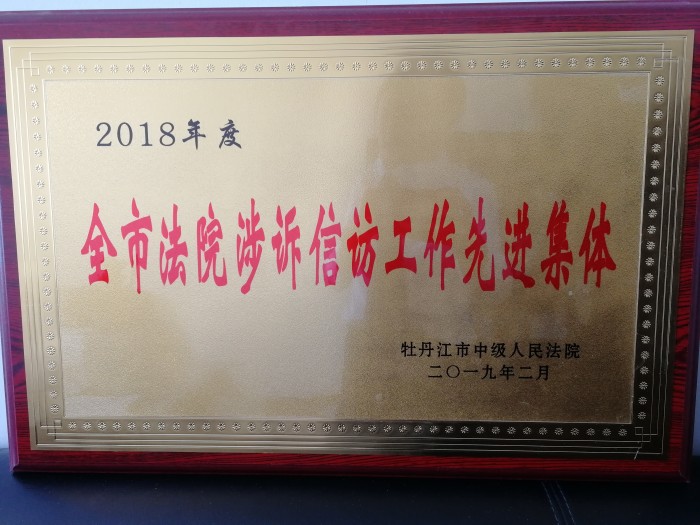 2018年度
全市法院涉诉信访工作先进集体
牡丹江市中级人民法院
二〇一九年二月